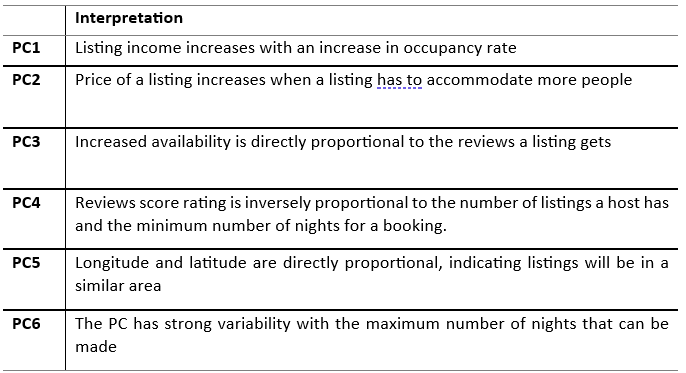 Interpretation
PC1 Listing income increases with an increase in occupancy rate
PC2 Price of a listing increases when a listing has to accommodate more people
PC3 Increased availability is directly proportional to the reviews a listing gets
PC4 Reviews score rating is inversely proportional to the number of listings a host has
and the minimum number of nights for a booking.
PC5 Longitude and latitude are directly proportional, indicating listings will be in a
similar area
PC6 The PC has strong variability with the maximum number of nights that can be
made